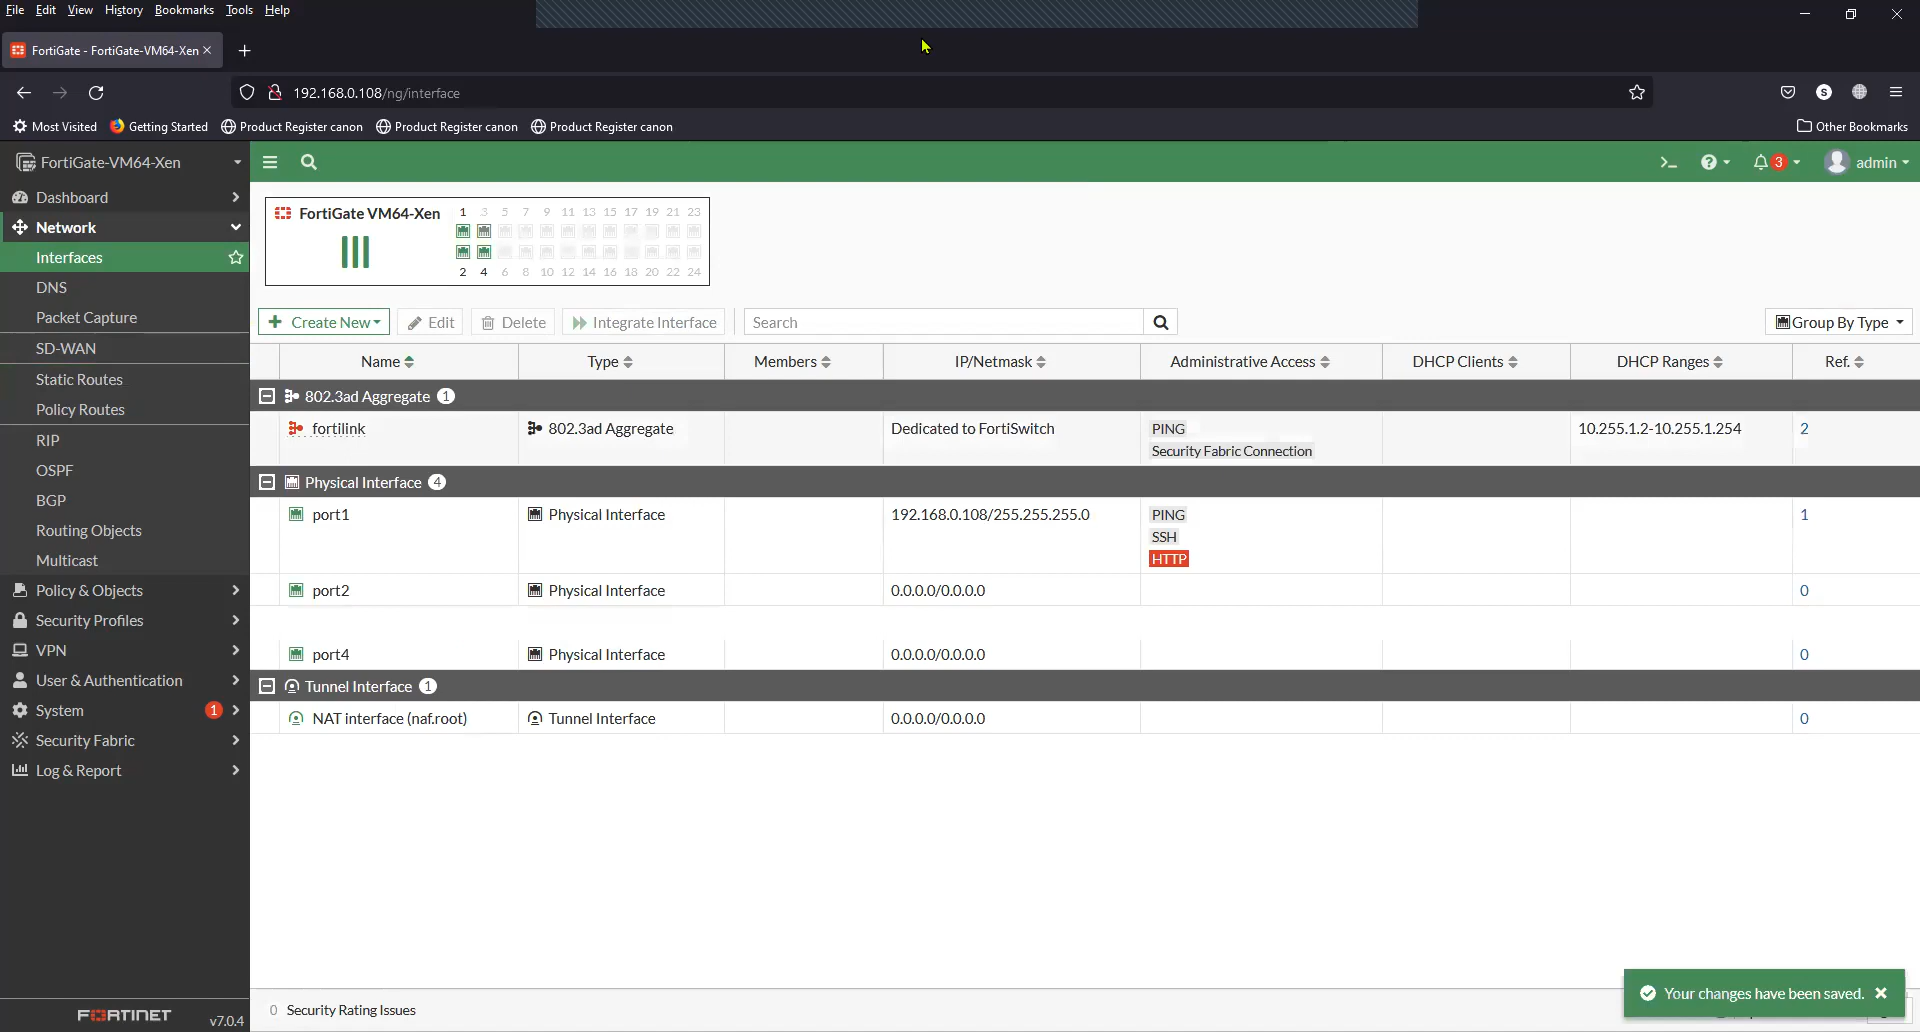 File Edit View History Bookmarks Tools Help
FortiGate - FortiGate-VM64-Xen
192.168.0.108/ng/interface
Most Visited Getting Started Product Register canon Product Register canon Product Register canon Other Bookmarks
FortiGate-VM64-Xen 3 admin
Dashboard
Network
Interfaces
DNS
Packet Capture
SD-WAN
Static Routes
Policy Routes
RIP
OSPF
BGP
Routing Objects
Multicast
Policy & Objects
Security Profiles
VPN
User & Authentication
System 1
Security Fabric
Log & Report
FORTINET v7.0.4
FortiGate VM64-Xen
1 3 5 7 9 11 13 15 17 19 21 23
2 4 6 8 10 12 14 16 18 20 22 24
Create New Edit Delete Integrate Interface Search Group By Type
Name Type Members IP/Netmask Administrative Access DHCP Clients DHCP Ranges Ref.
802.3ad Aggregate 1
fortilink 802.3ad Aggregate Dedicated to FortiSwitch PING 10.255.1.2-10.255.1.254 2
Security Fabric Connection
Physical Interface 4
port1 Physical Interface 192.168.0.108/255.255.255.0 PING 1
SSH
HTTP
port2 Physical Interface 0.0.0.0/0.0.0.0 0
port4 Physical Interface 0.0.0.0/0.0.0.0 0
Tunnel Interface 1
NAT interface (naf.root) Tunnel Interface 0.0.0.0/0.0.0.0 0
0 Security Rating Issues
Your changes have been saved.